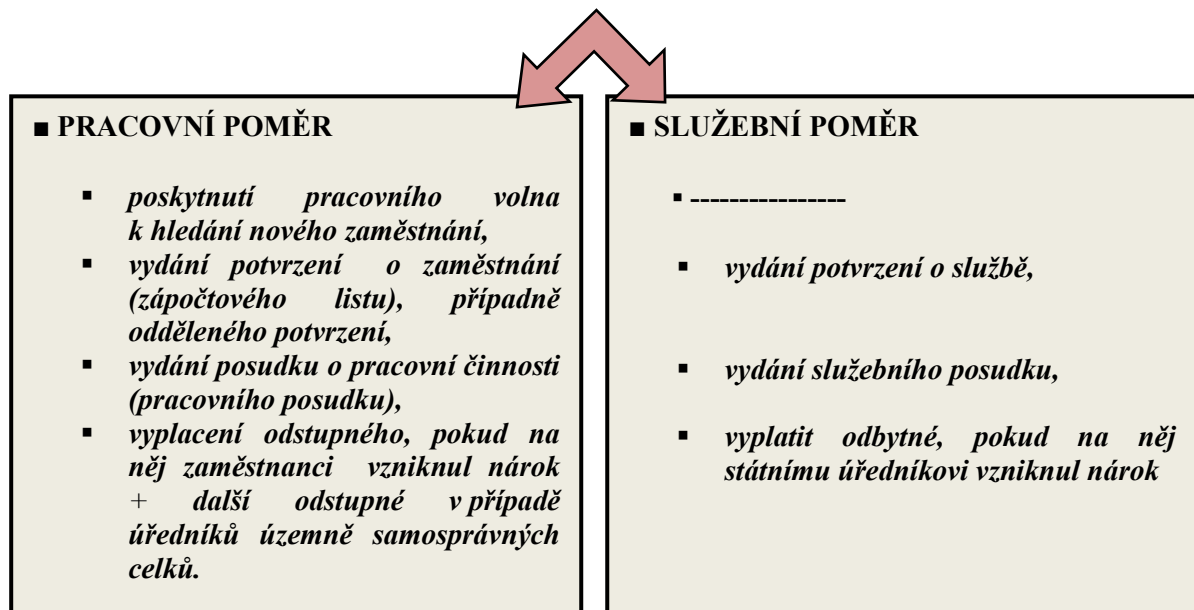 ■ PRACOVNÍ POMĚR
▪ poskytnutí pracovního volna
k hledání nového zaměstnání,
▪ vydání potvrzení o zaměstnání
(zápočtového listu), případně
odděleného potvrzení,
▪ vydání posudku o pracovní činnosti
(pracovního posudku),
▪ vyplacení odstupného, pokud na
něj zaměstnanci vzniknul nárok
+ další odstupné v případě
úředníků územně samosprávných
celků.
■ SLUŽEBNÍ POMĚR
▪ ----------------
▪ vydání potvrzení o službě,
▪ vydání služebního posudku,
▪ vyplatit odbytné, pokud na něj
státnímu úředníkovi vzniknul nárok